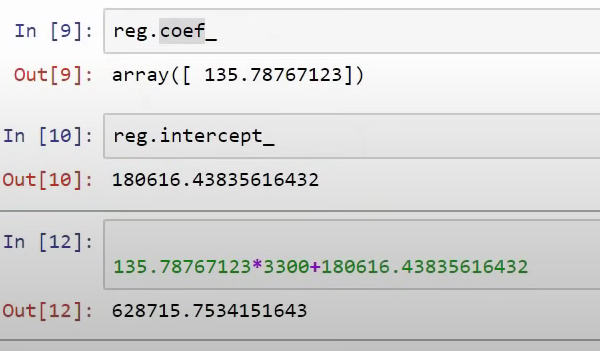 In [9]: reg.coef_
Out[9]: array([ 135.78767123])
In [10]: reg.intercept_
Out[10]: 180616.43835616432
In [12]:
135.78767123*3300+180616.43835616432
Out[12]: 628715.7534151643